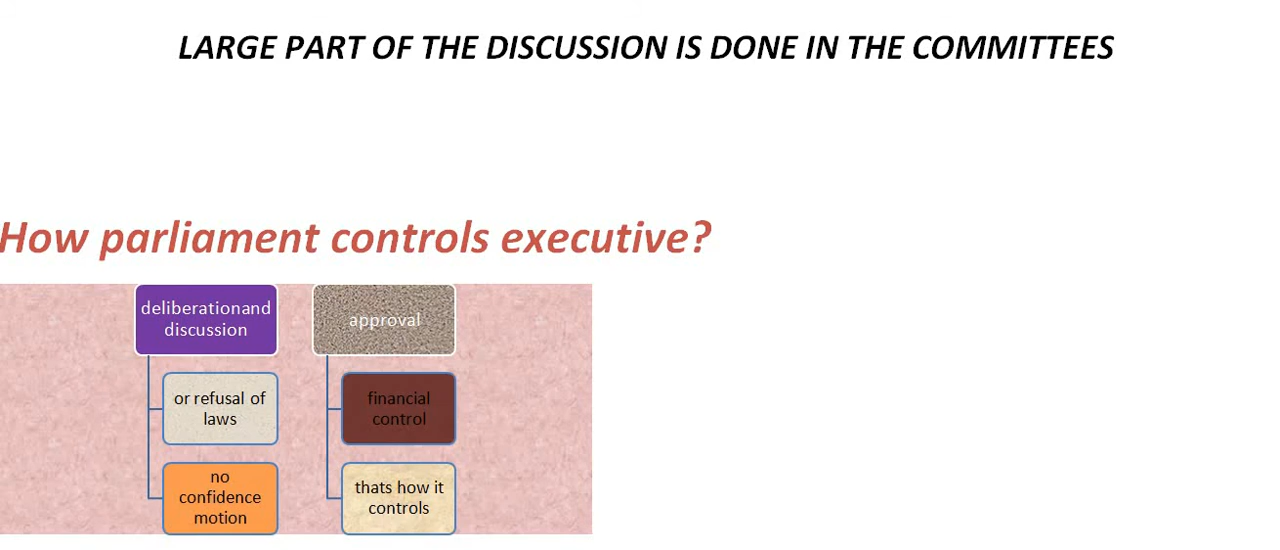 LARGE PART OF THE DISCUSSION IS DONE IN THE COMMITTEES
How parliament controls executive?
deliberationand
discussion
or refusal of
laws
no
confidence
motion
approval
financial
control
thats how it
controls